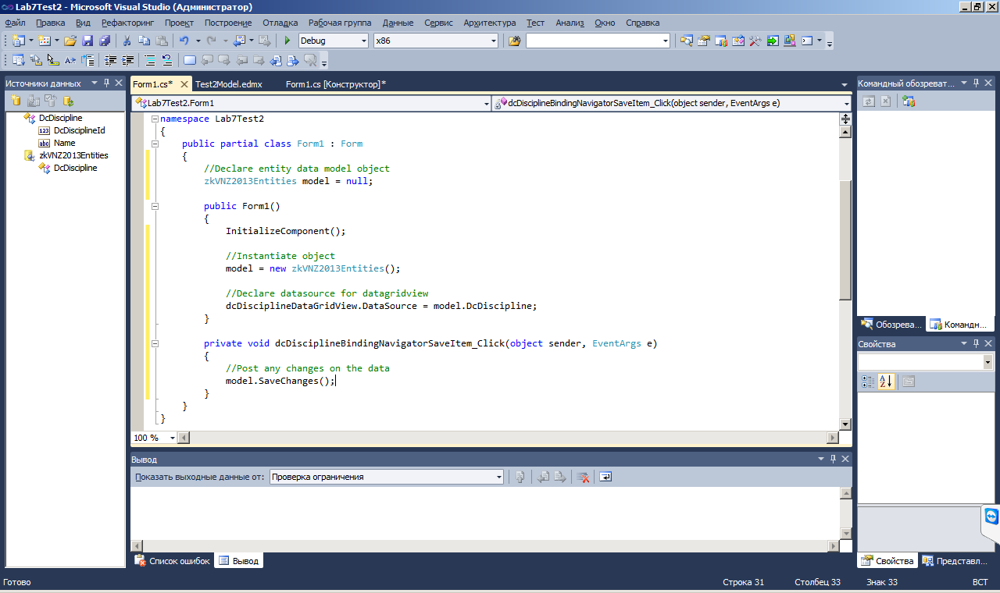 Lab7Test2 - Microsoft Visual Studio (Администратор)
Файл Правка Вид Рефакторинг Проект Построение Отладка Рабочая группа Данные Сервис Архитектура Тест Анализ Окно Справка
Debug x86
Источники данных
DcDiscipline
DcDisciplineId
Name
zkVNZ2013Entities
DcDiscipline
Form1.cs* Test2Model.edmx Form1.cs [Конструктор]*
Lab7Test2.Form1 dcDisciplineBindingNavigatorSaveItem_Click(object sender, EventArgs e)
namespace Lab7Test2
{
public partial class Form1 : Form
{
//Declare entity data model object
zkVNZ2013Entities model = null;
public Form1()
{
InitializeComponent();
//Instantiate object
model = new zkVNZ2013Entities();
//Declare datasource for datagridview
dcDisciplineDataGridView.DataSource = model.DcDiscipline;
}
private void dcDisciplineBindingNavigatorSaveItem_Click(object sender, EventArgs e)
{
//Post any changes on the data
model.SaveChanges();
}
}
}
100 %
Вывод
Показать выходные данные от: Проверка ограничения
Список ошибок Вывод
Командный обозреват...
Обозрева... Командн...
Свойства
Свойства Представл...
Готово Строка 31 Столбец 33 Знак 33 ВСТ